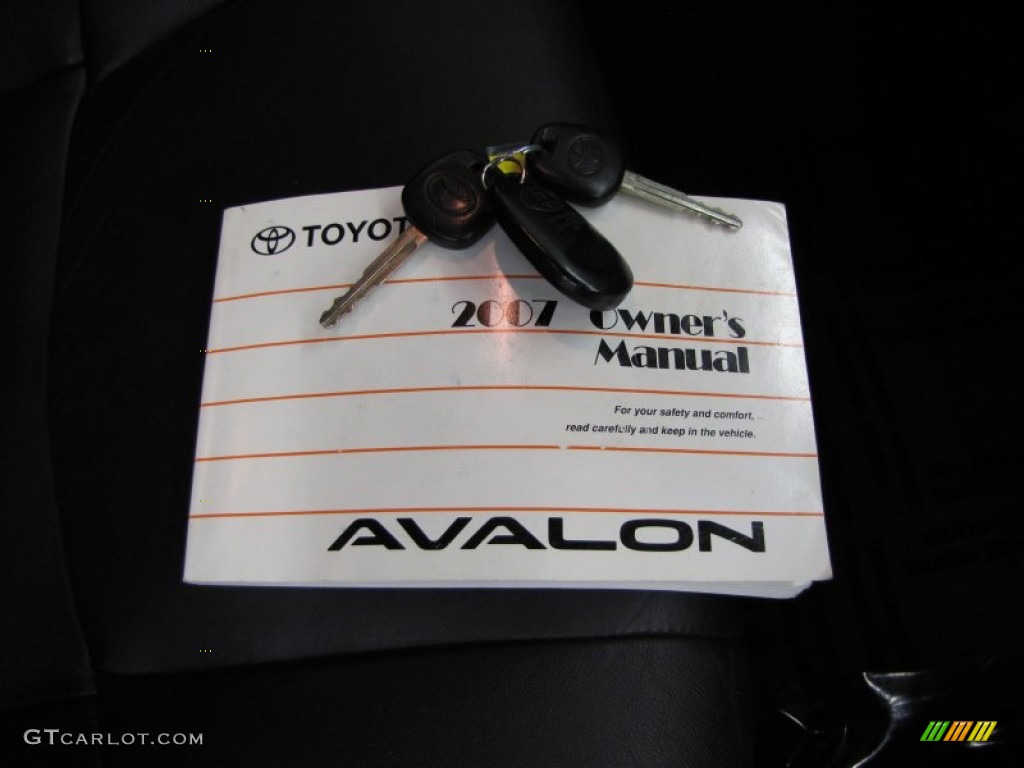 TOYOT
2007 Owner's
Manual
For your safety and comfort,
read carefully and keep in the vehicle.
AVALON
GTCARLOT.COM